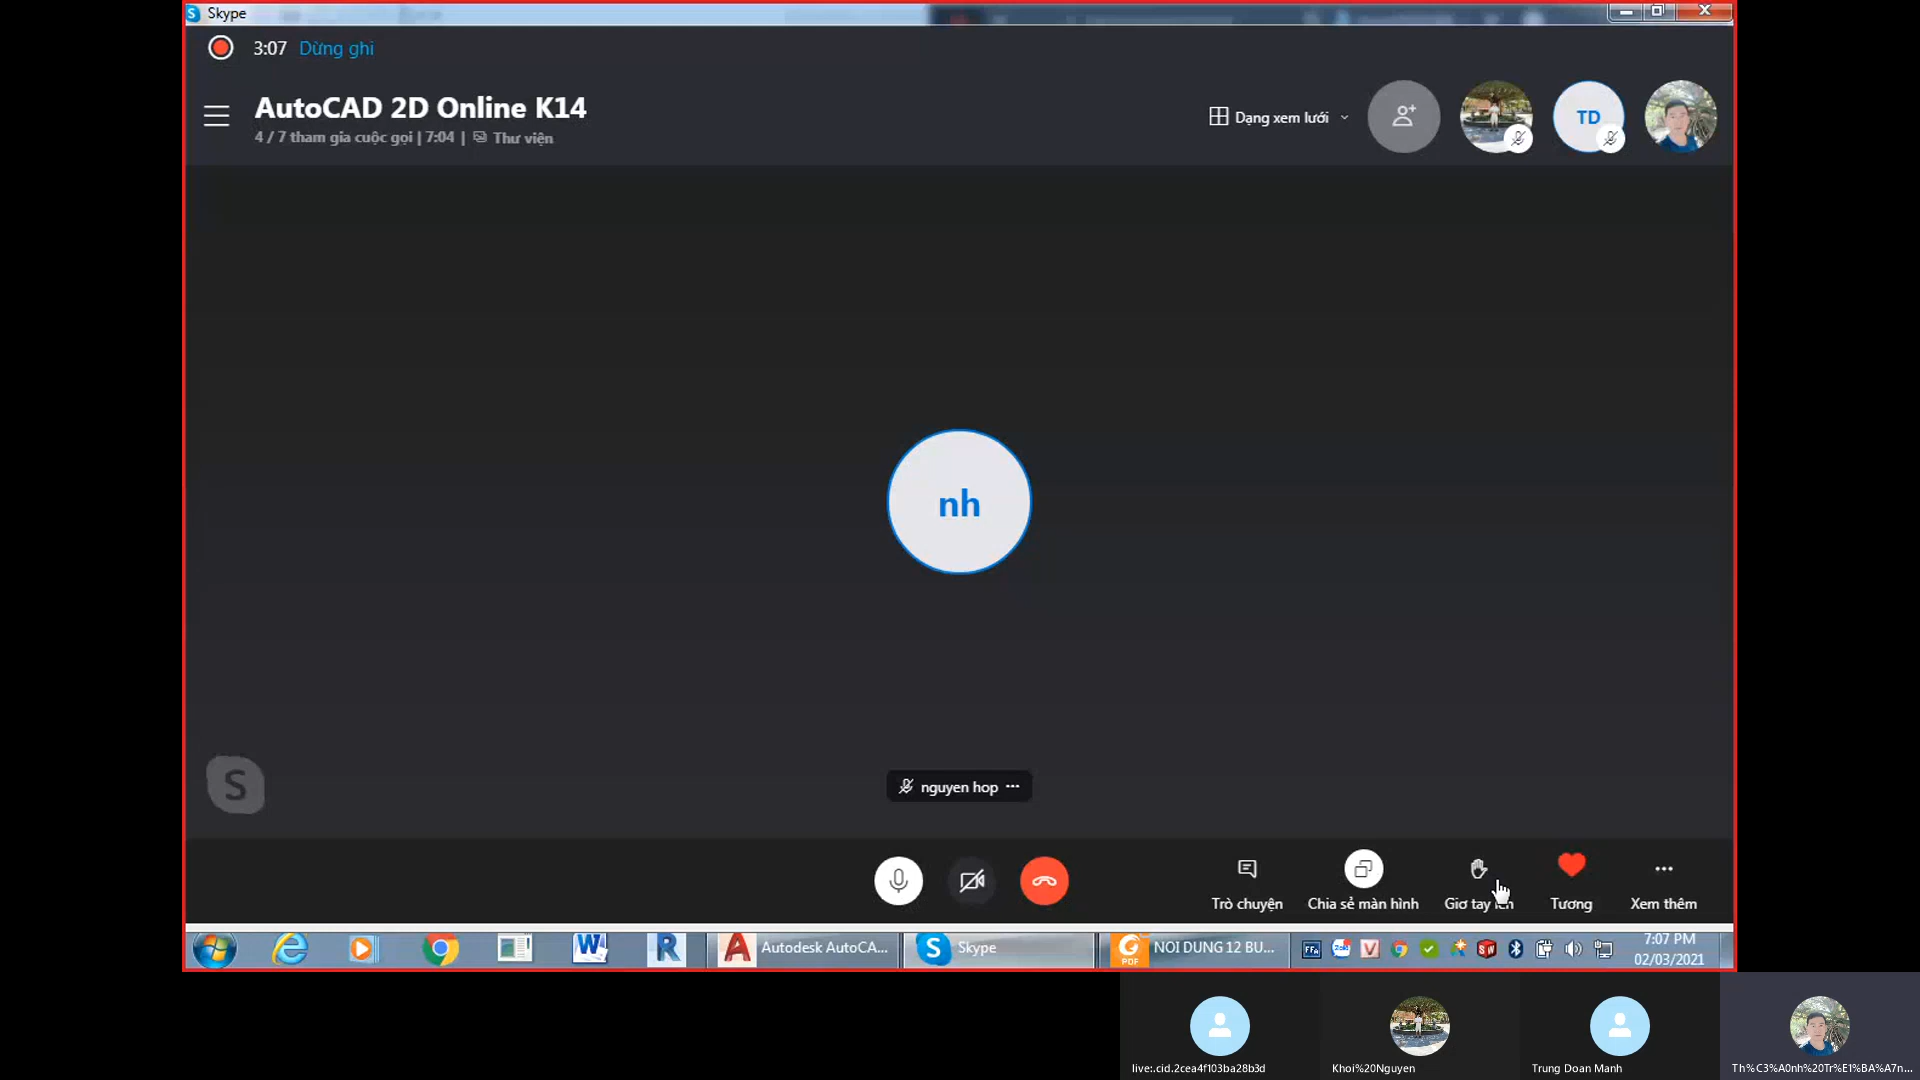 Skype
3:07 Dừng ghi
AutoCAD 2D Online K14
4 / 7 tham gia cuộc gọi | 7:04 | Thư viện
Dạng xem lưới
TD
nh
S
nguyen hop
Trò chuyện
Chia sẻ màn hình
Giơ tay lên
Tương
Xem thêm
Autodesk AutoCA...
Skype
NOI DUNG 12 BU...
7:07 PM
02/03/2021
live:.cid.2cea4f103ba28b3d
Khoi%20Nguyen
Trung Doan Manh
Th%C3%A0nh%20Tr%E1%BA%A7n...